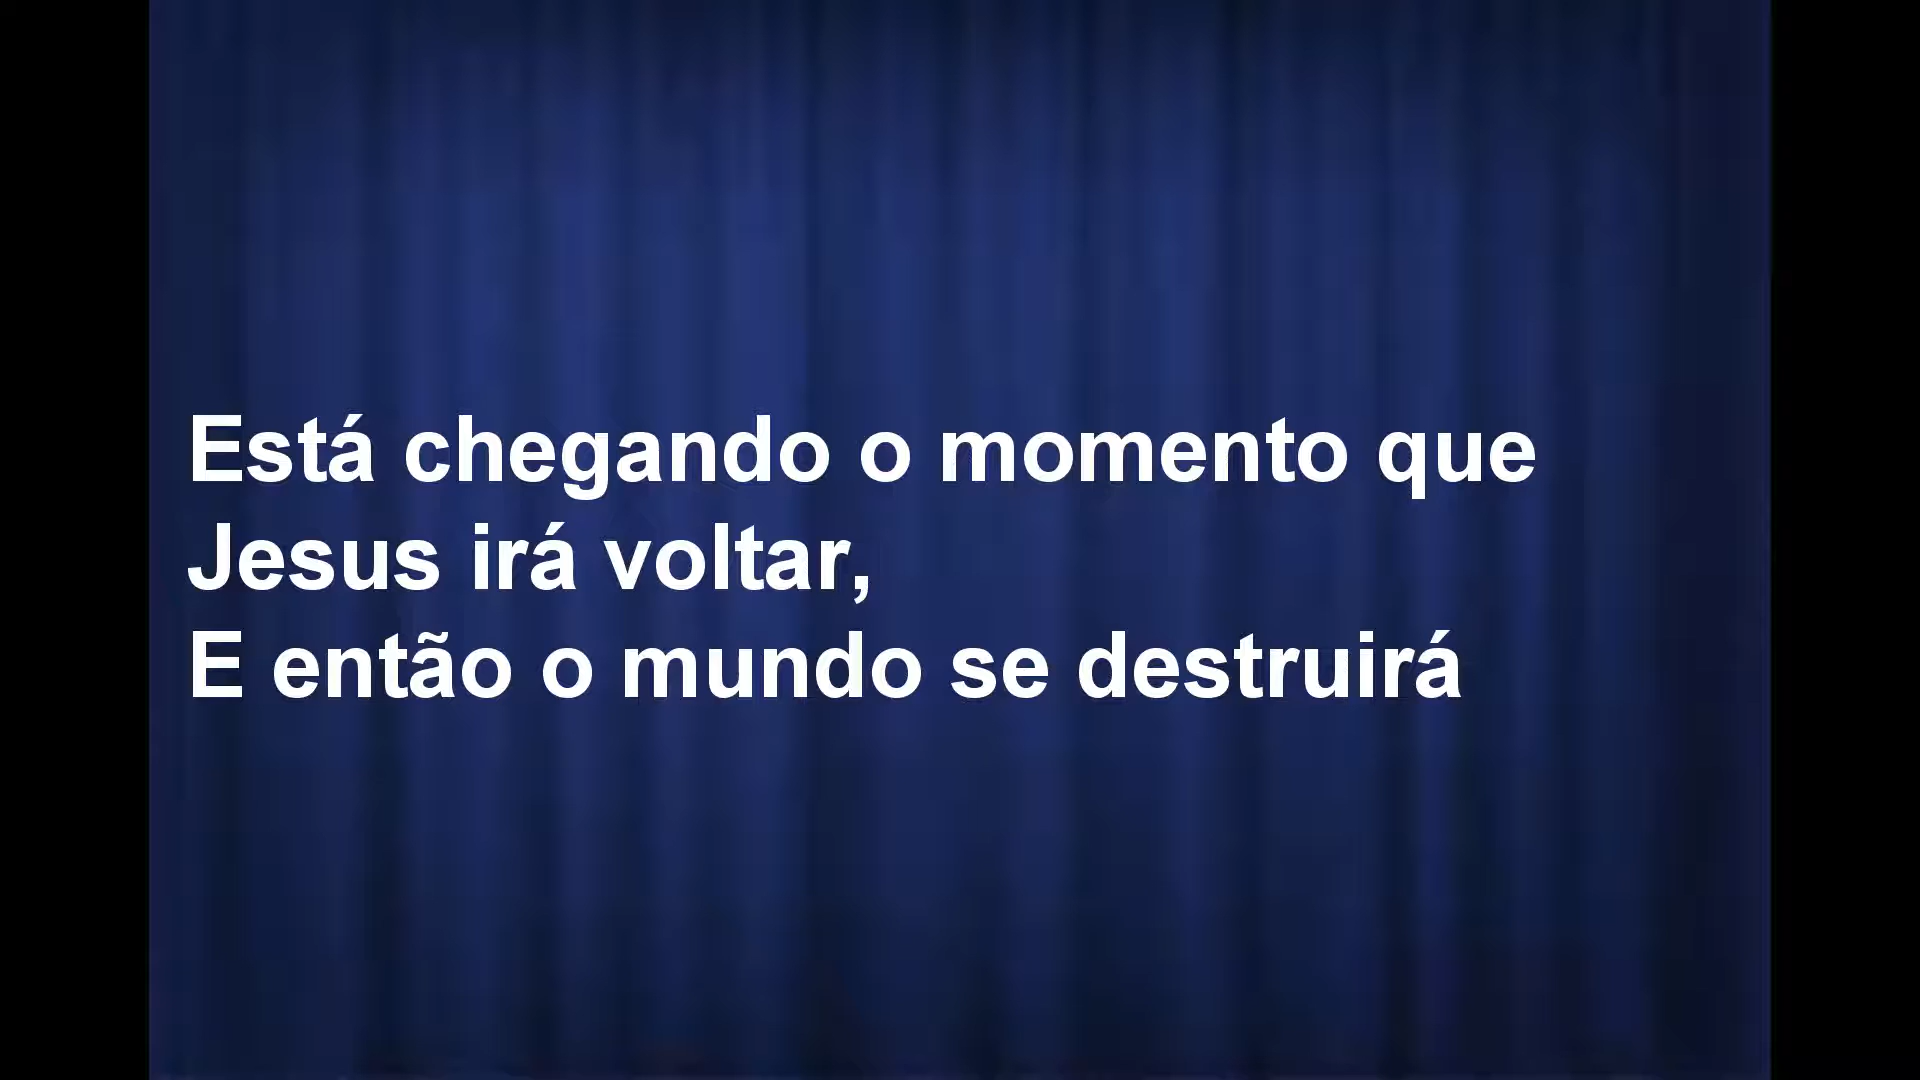 Está chegando o momento que
Jesus irá voltar,
E então o mundo se destruirá